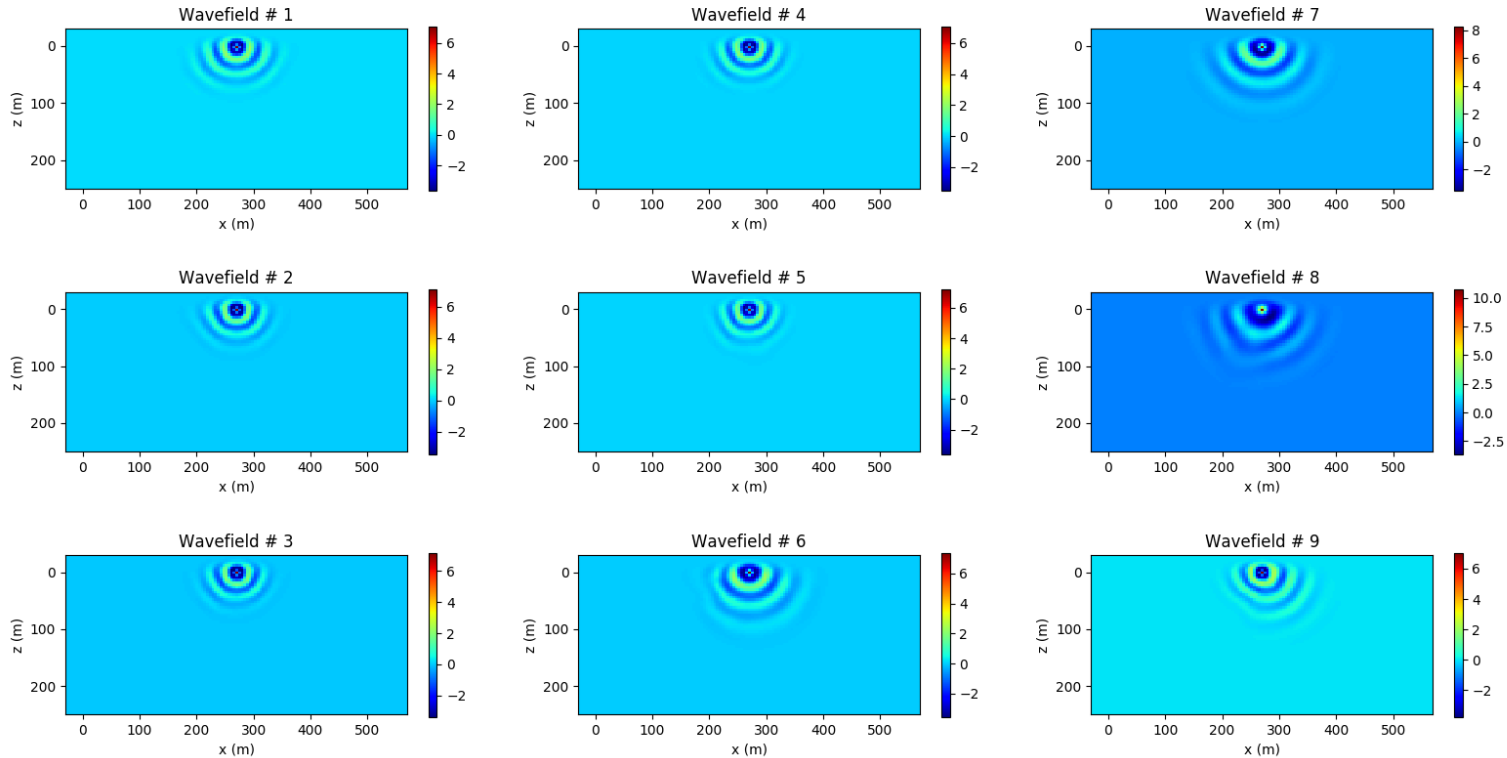 Wavefield # 1
0
100
200
z (m)
0 100 200 300 400 500
x (m)
6
4
2
0
−2
Wavefield # 4
0
100
200
z (m)
0 100 200 300 400 500
x (m)
6
4
2
0
−2
Wavefield # 7
0
100
200
z (m)
0 100 200 300 400 500
x (m)
8
6
4
2
0
−2
Wavefield # 2
0
100
200
z (m)
0 100 200 300 400 500
x (m)
6
4
2
0
−2
Wavefield # 5
0
100
200
z (m)
0 100 200 300 400 500
x (m)
6
4
2
0
−2
Wavefield # 8
0
100
200
z (m)
0 100 200 300 400 500
x (m)
10.0
7.5
5.0
2.5
0.0
−2.5
Wavefield # 3
0
100
200
z (m)
0 100 200 300 400 500
x (m)
6
4
2
0
−2
Wavefield # 6
0
100
200
z (m)
0 100 200 300 400 500
x (m)
6
4
2
0
−2
Wavefield # 9
0
100
200
z (m)
0 100 200 300 400 500
x (m)
6
4
2
0
−2